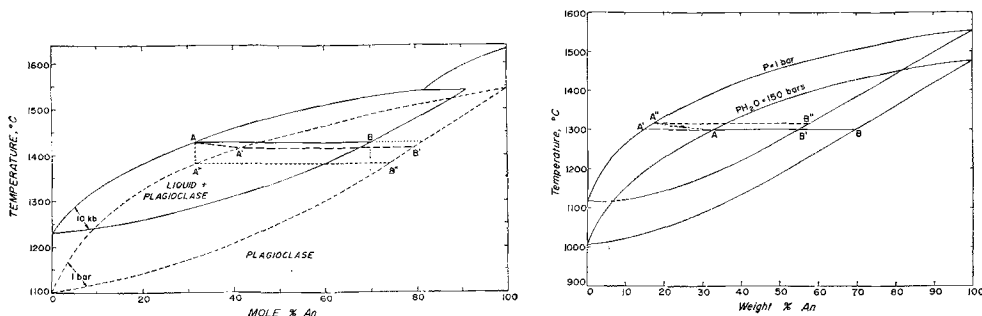 1600
1500
1400
1300
1200
1100
TEMPERATURE, °C
A
B
A'
B'
A"
B"
LIQUID +
PLAGIOCLASE
10 kb
PLAGIOCLASE
1 bar
0
20
40
60
80
100
MOLE % An
1600
1500
1400
1300
1200
1100
1000
900
Temperature, °C
P=1 bar
PH₂O=150 bars
A"
B"
A'
A
B'
B
0
10
20
30
40
50
60
70
80
90
100
Weight % An